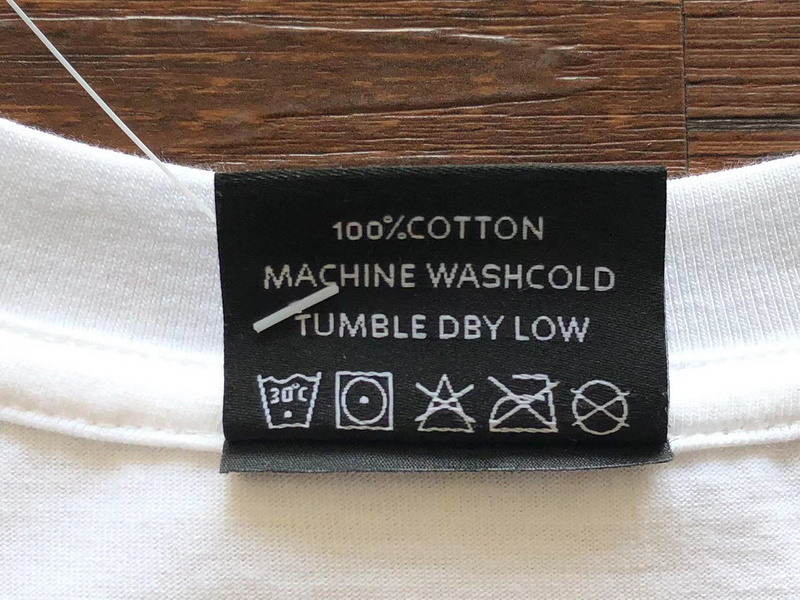 100%COTTON
MACHINE WASHCOLD
TUMBLE DBY LOW
30°C